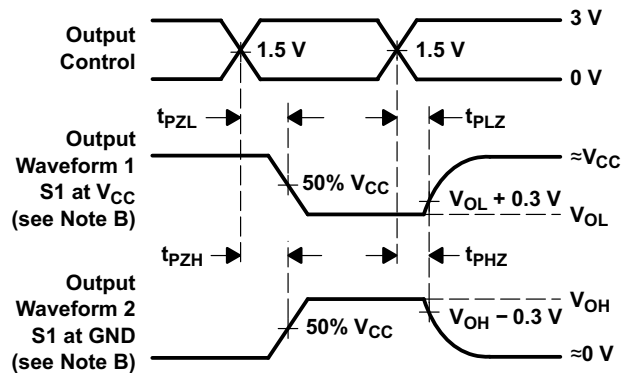 Output
Control
1.5 V
1.5 V
3 V
0 V
tPZL
tPLZ
Output
Waveform 1
S1 at VCC
(see Note B)
50% VCC
≈VCC
VOL + 0.3 V
VOL
tPZH
tPHZ
Output
Waveform 2
S1 at GND
(see Note B)
50% VCC
VOH
VOH − 0.3 V
≈0 V